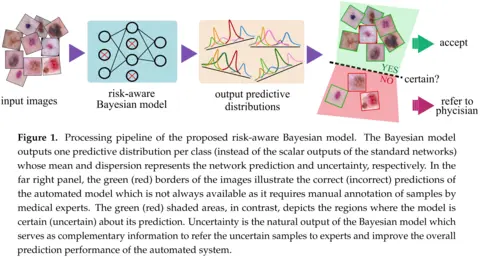 accept
YES
NO
certain?
input images
risk-aware
Bayesian model
output predictive
distributions
refer to
phycisian
Figure 1. Processing pipeline of the proposed risk-aware Bayesian model. The Bayesian model
outputs one predictive distribution per class (instead of the scalar outputs of the standard networks)
whose mean and dispersion represents the network prediction and uncertainty, respectively. In the
far right panel, the green (red) borders of the images illustrate the correct (incorrect) predictions of
the automated model which is not always available as it requires manual annotation of samples by
medical experts. The green (red) shaded areas, in contrast, depicts the regions where the model is
certain (uncertain) about its prediction. Uncertainty is the natural output of the Bayesian model which
serves as complementary information to refer the uncertain samples to experts and improve the overall
prediction performance of the automated system.